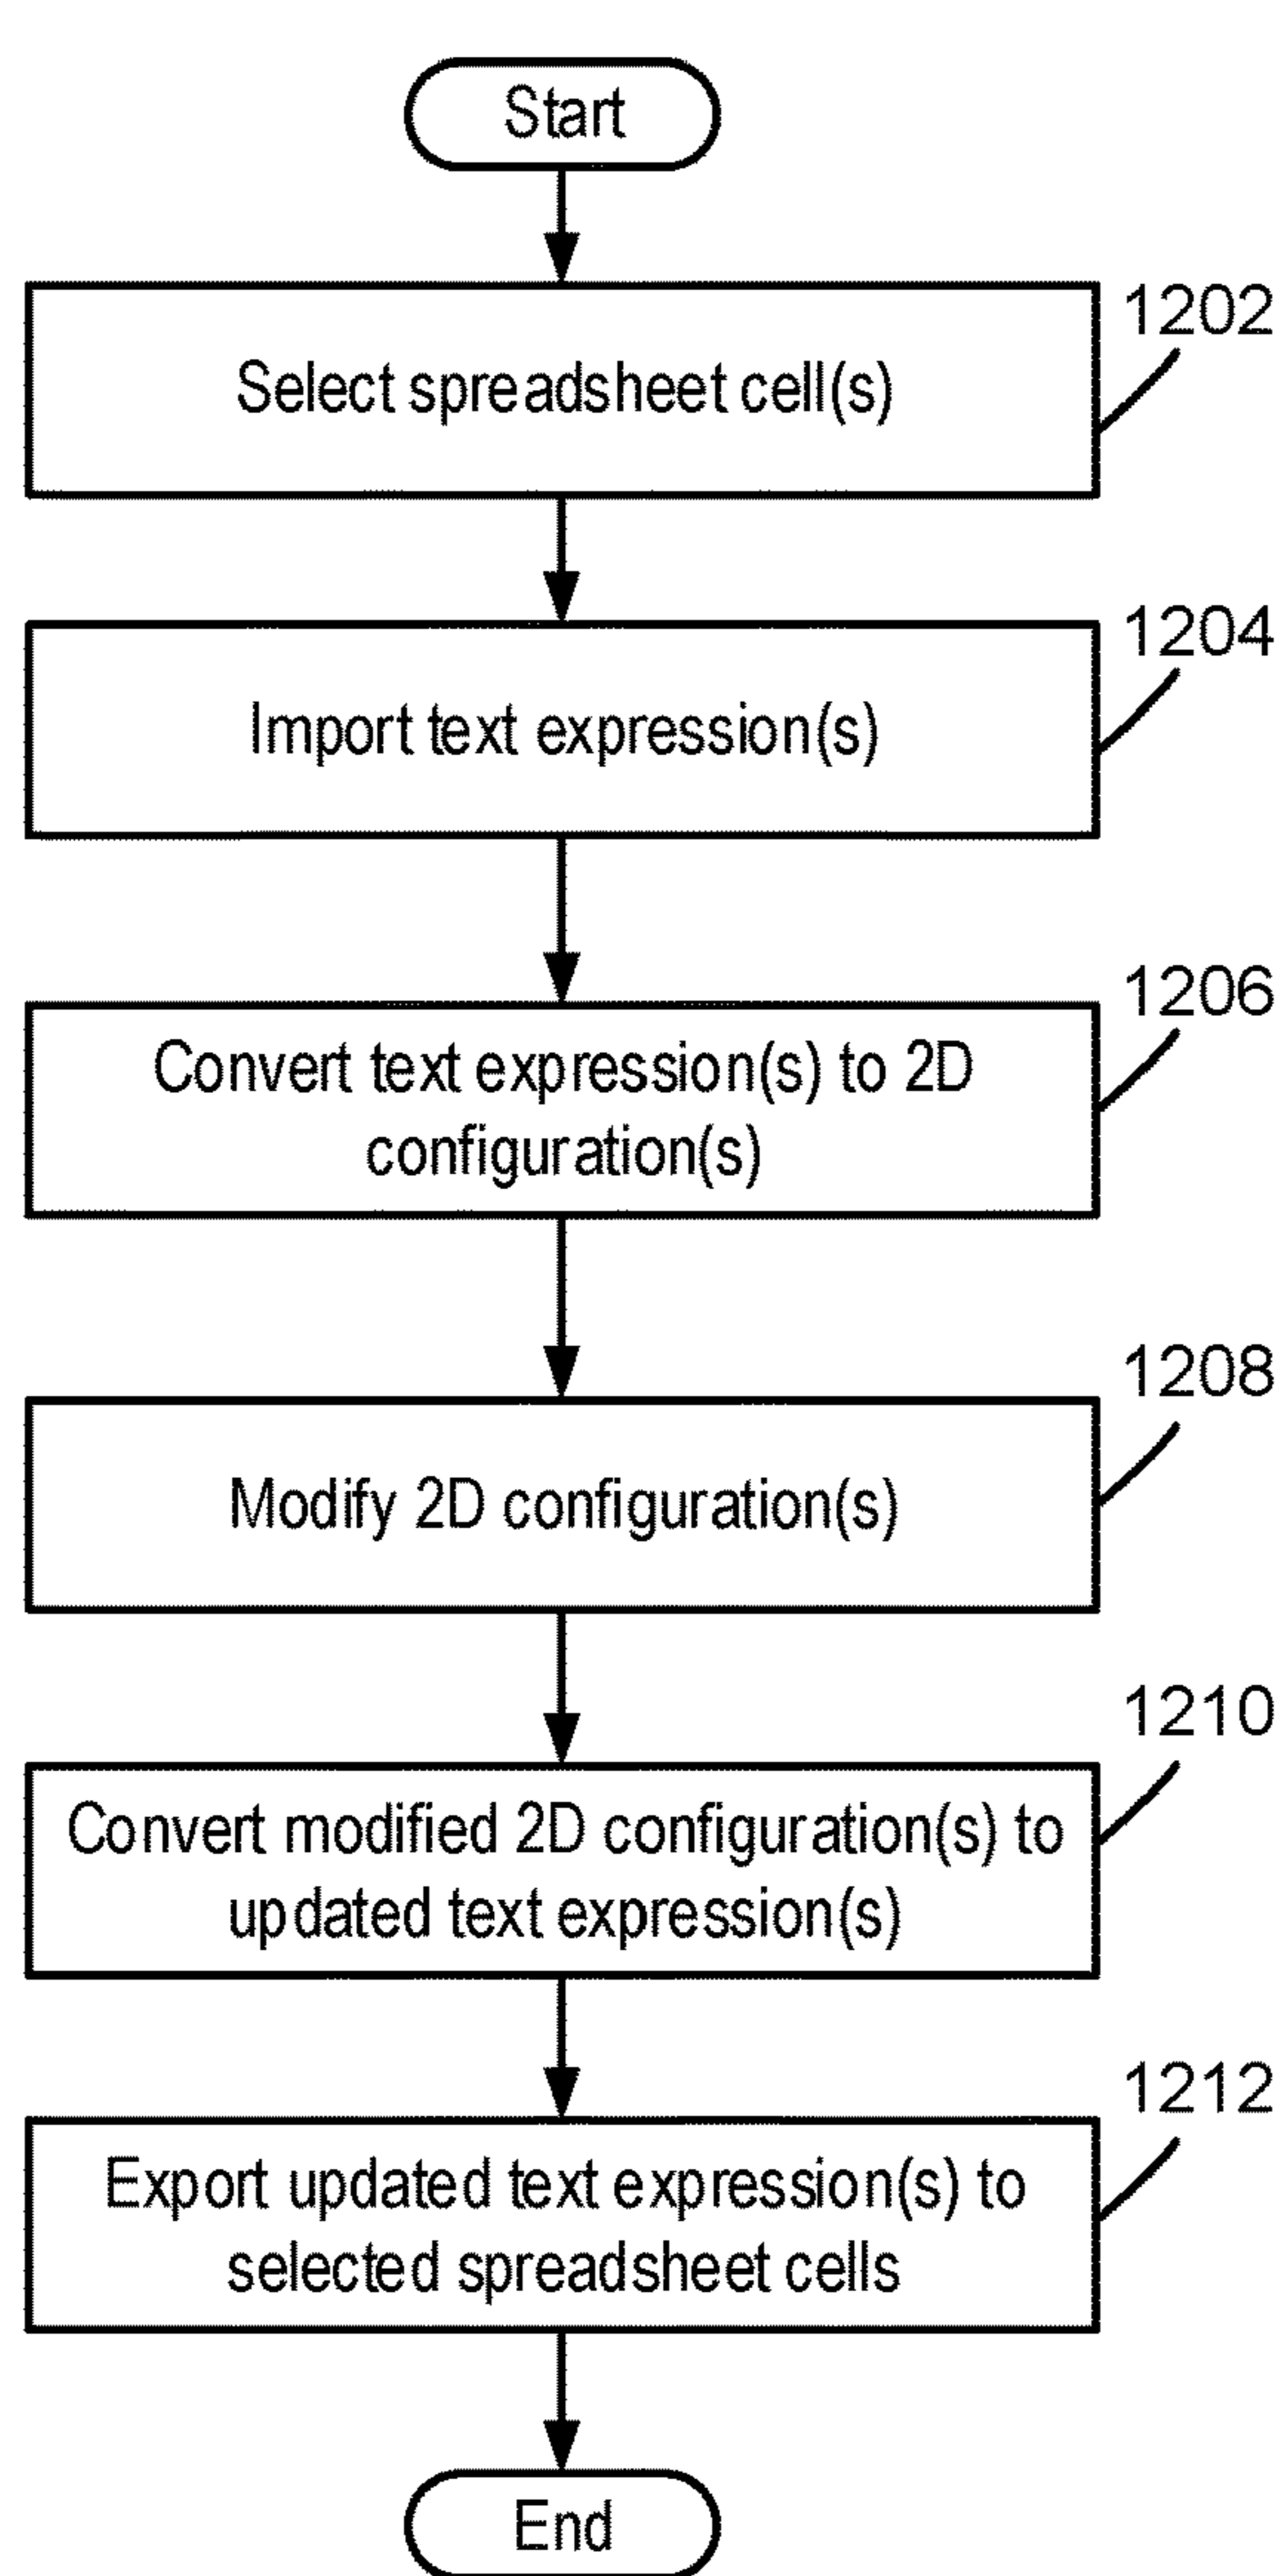 Start
1202
Select spreadsheet cell(s)
1204
Import text expression(s)
1206
Convert text expression(s) to 2D
configuration(s)
1208
Modify 2D configuration(s)
1210
Convert modified 2D configuration(s) to
updated text expression(s)
1212
Export updated text expression(s) to
selected spreadsheet cells
End